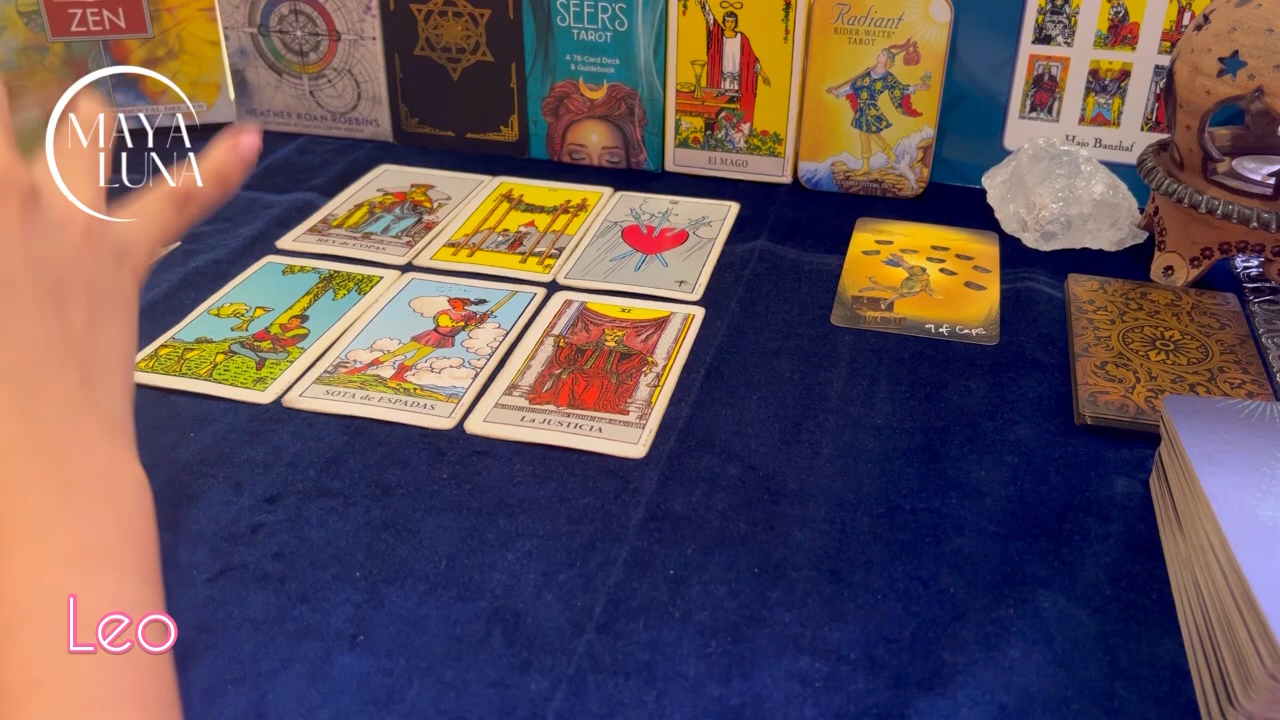 ZEN
MAYA
LUNA
HEATHER ROAN ROBBINS
SEER'S
TAROT
A 78-Card Deck
& Guidebook
EL MAGO
Radiant
RIDER-WAITE
TAROT
Hajo Banzhaf
REY de COPAS
SOTA de ESPADAS
XI
La JUSTICIA
9 of Cups
Leo